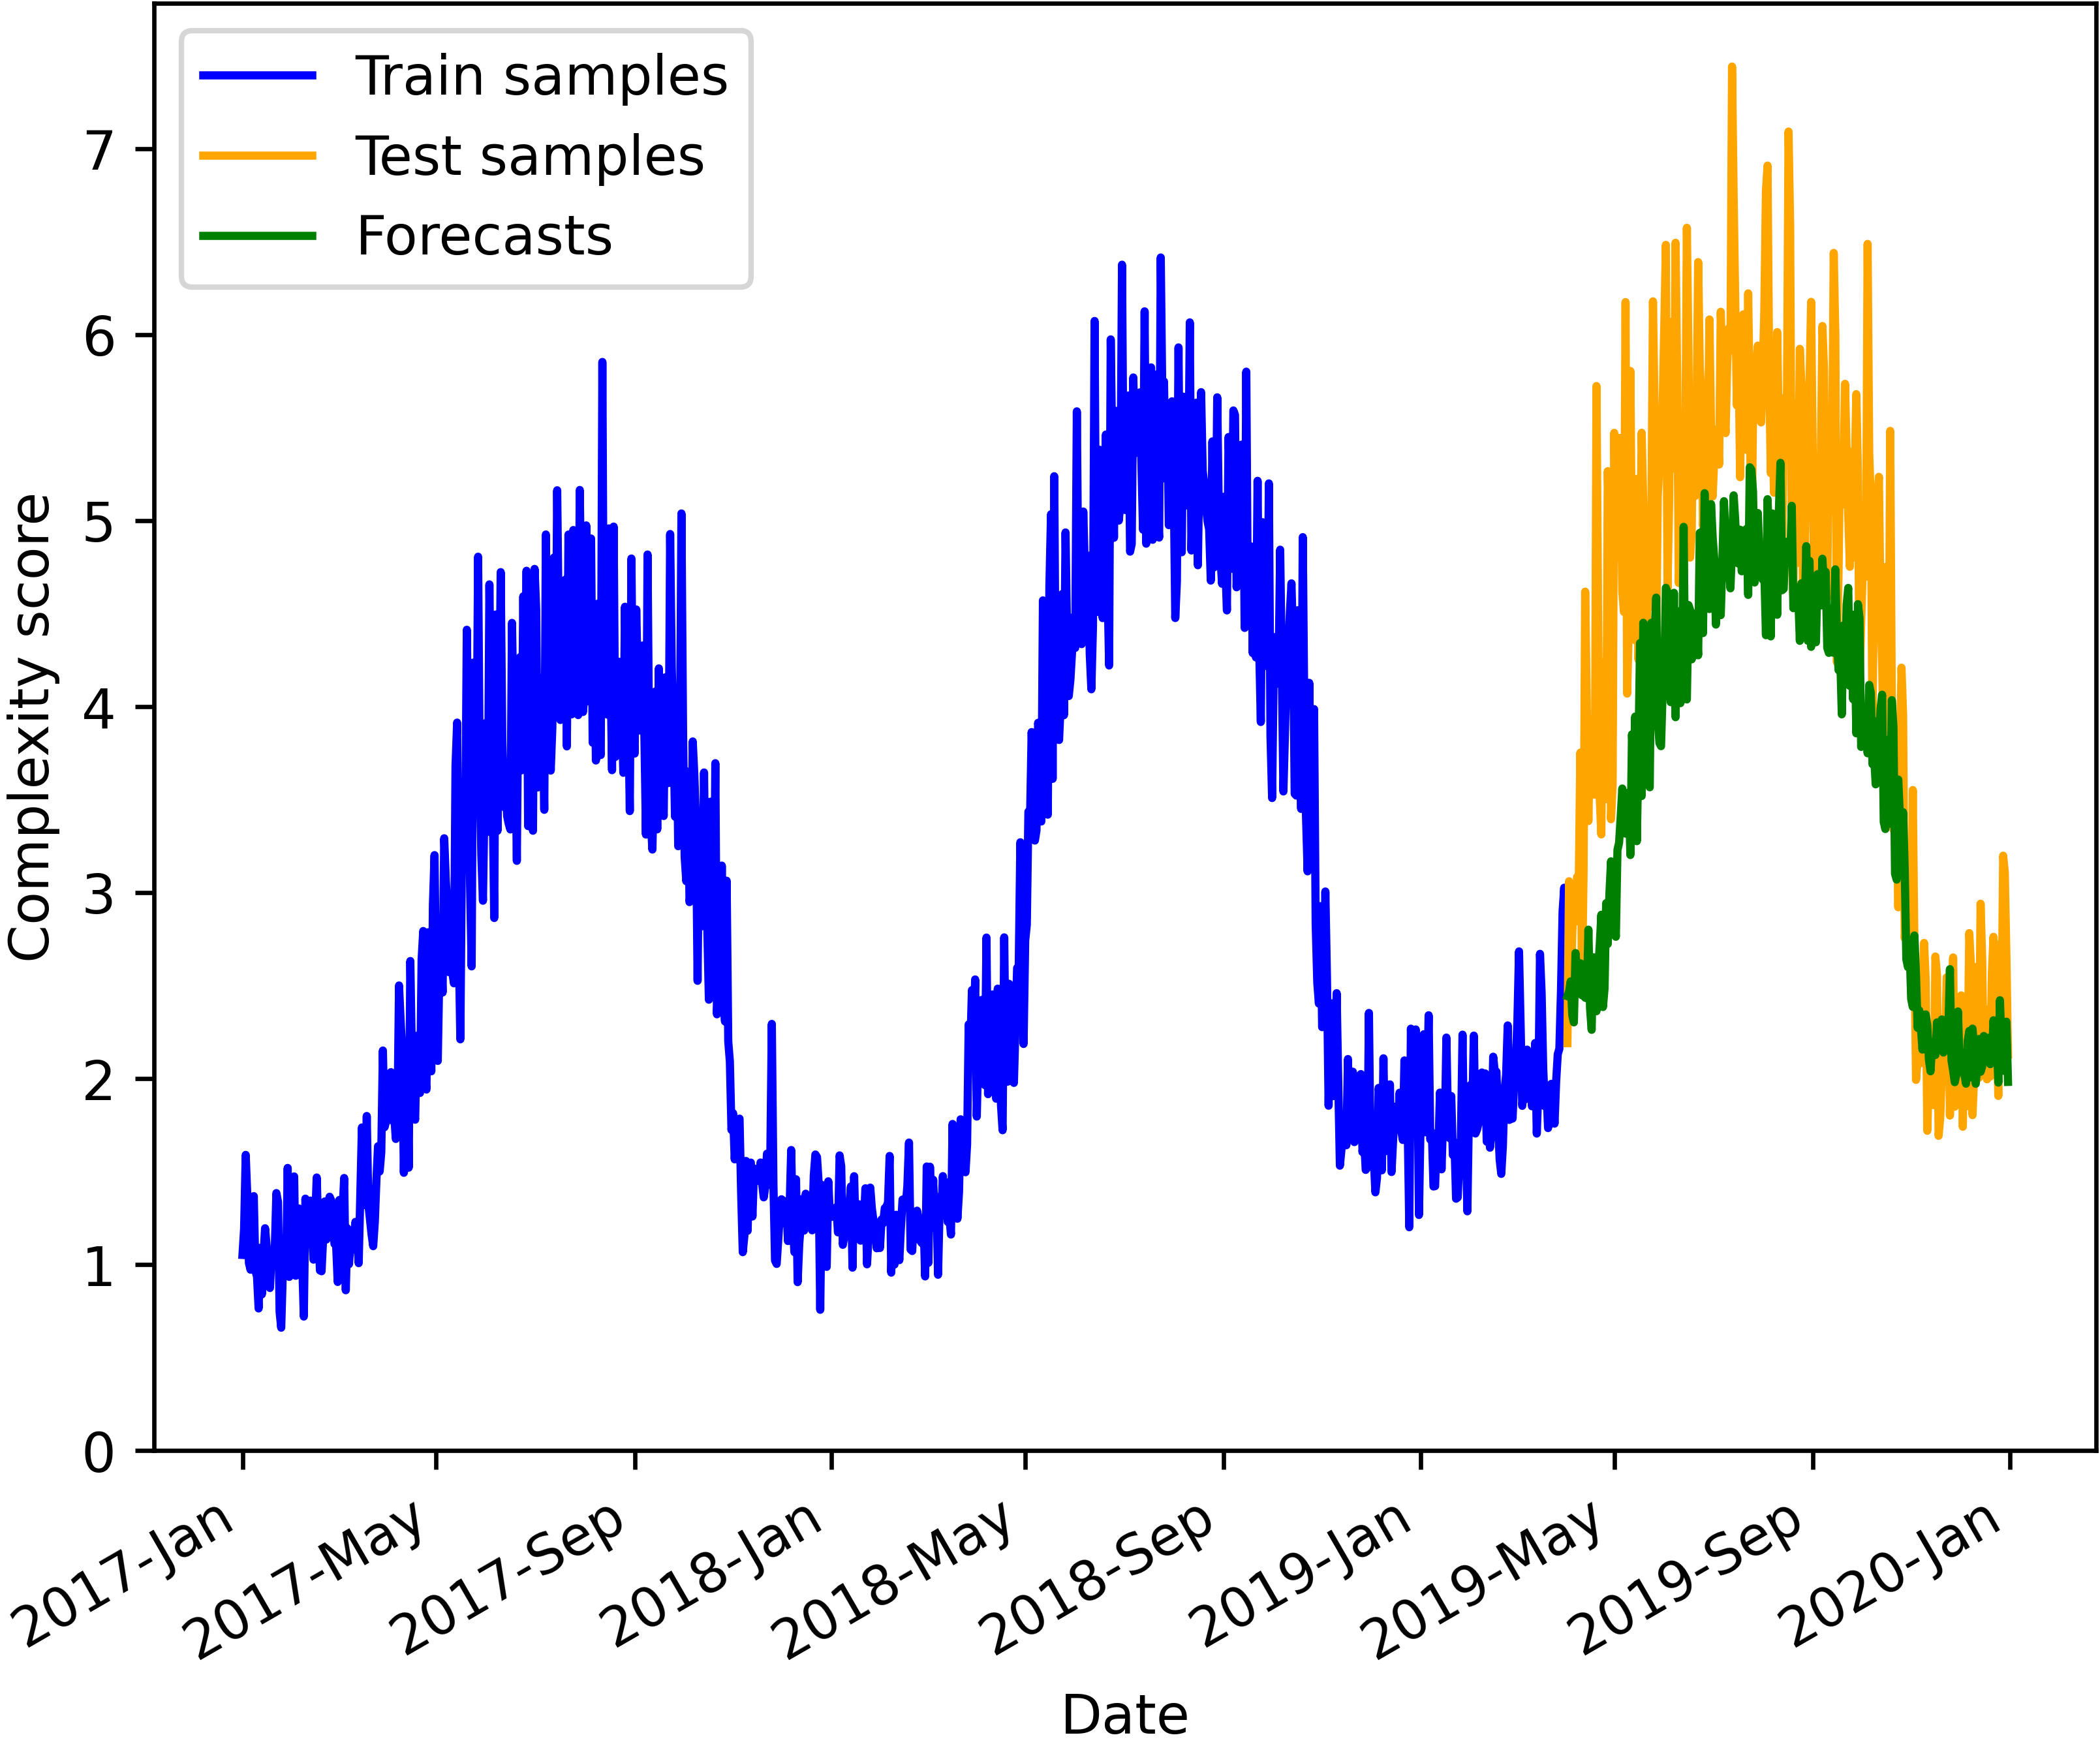 Train samples
Test samples
Forecasts
Complexity score
7
6
5
4
3
2
1
0
2017-Jan
2017-May
2017-Sep
2018-Jan
2018-May
2018-Sep
2019-Jan
2019-May
2019-Sep
2020-Jan
Date